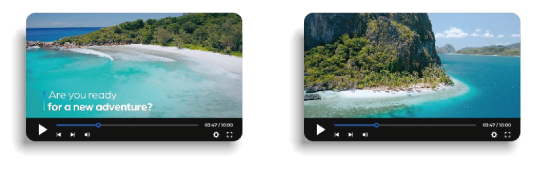 Are you ready
for a new adventure?
03:47 / 10:00
03:47 / 10:00